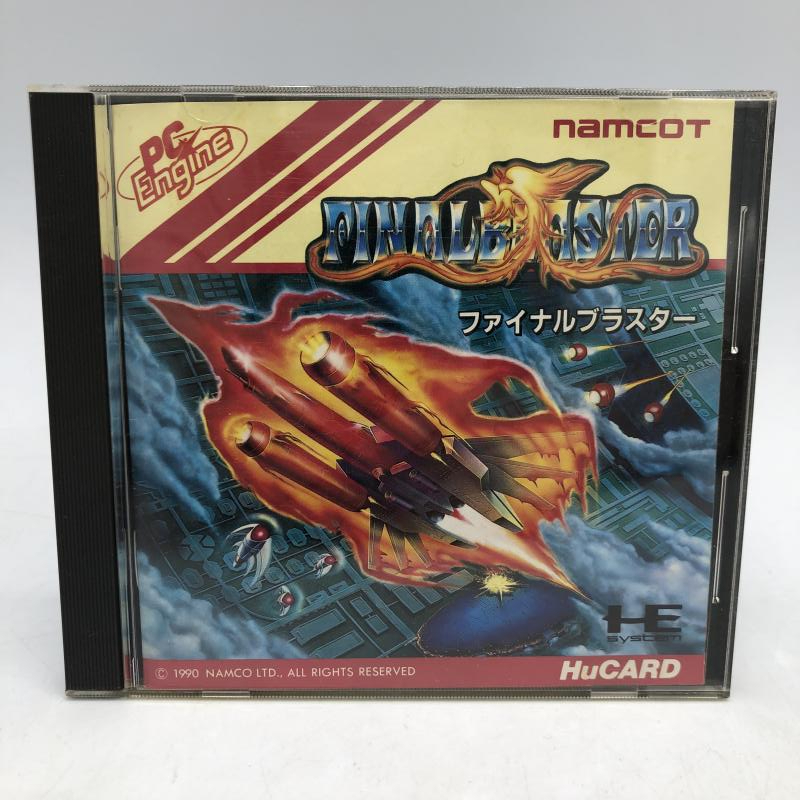 PC Engine
namcot
FINAL BLASTER
ファイナルブラスター
HE
system
© 1990 NAMCO LTD., ALL RIGHTS RESERVED
HuCARD